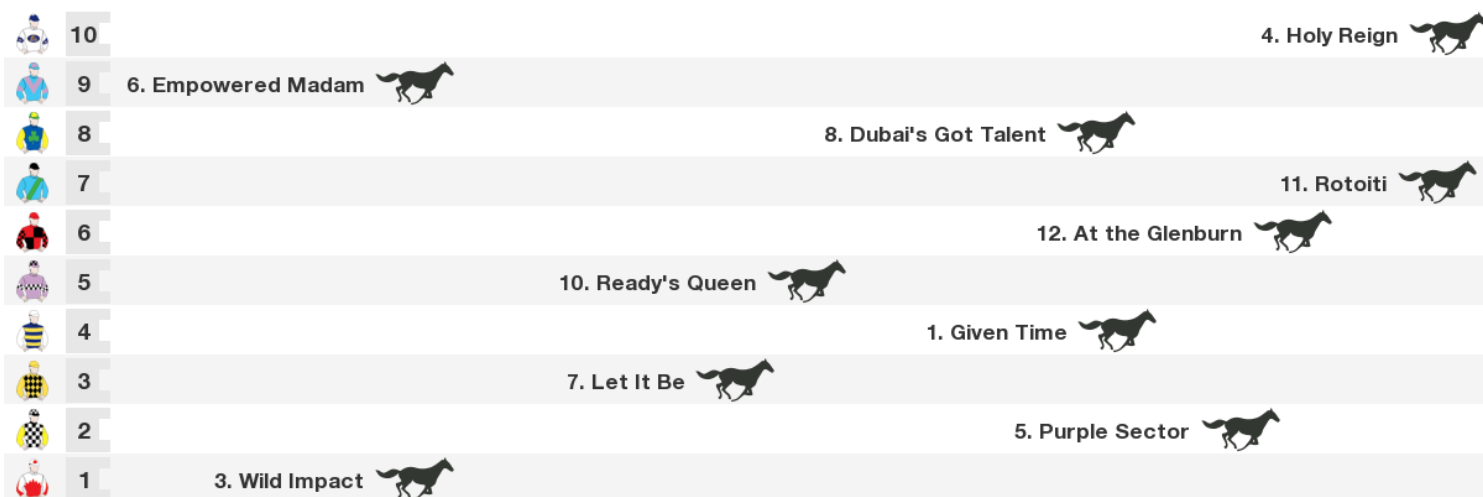 10 4. Holy Reign
9 6. Empowered Madam
8 8. Dubai's Got Talent
7 11. Rotoiti
6 12. At the Glenburn
5 10. Ready's Queen
4 1. Given Time
3 7. Let It Be
2 5. Purple Sector
1 3. Wild Impact